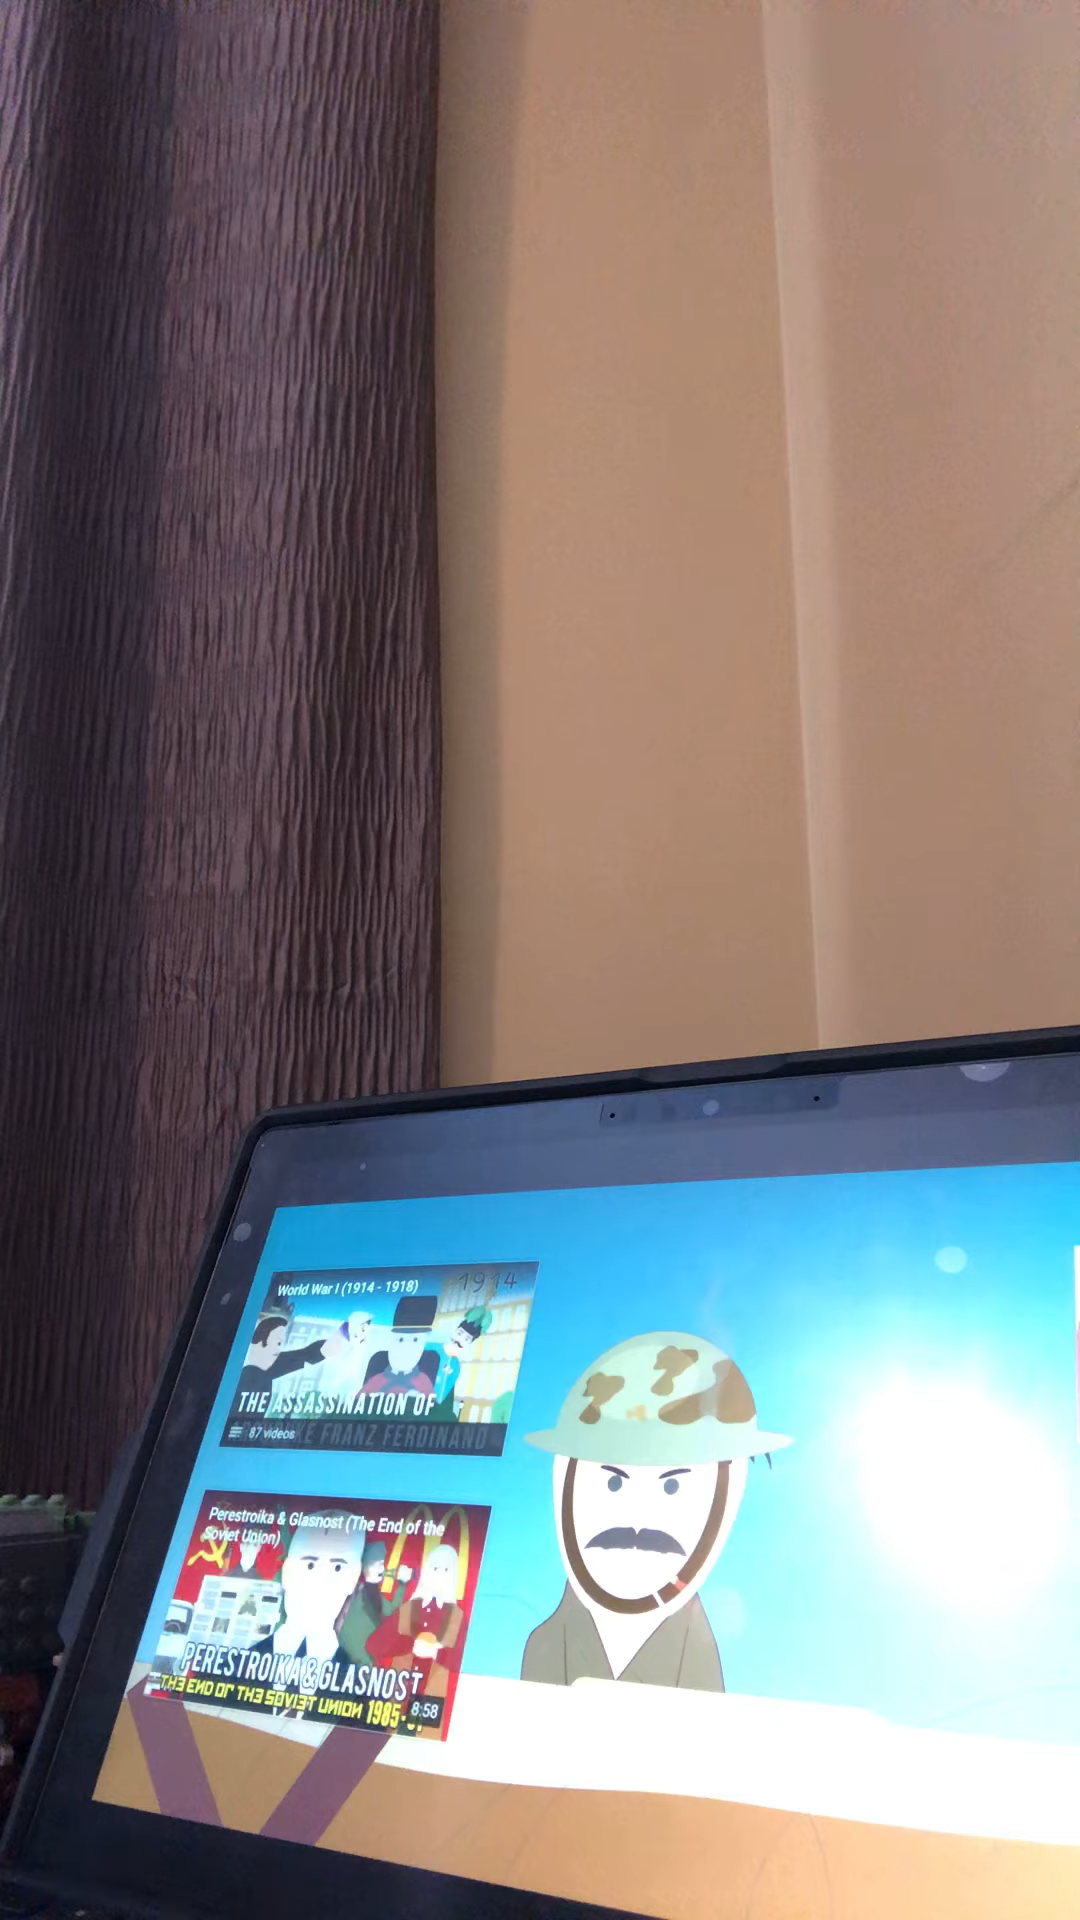 World War I (1914 - 1918)
1914
THE ASSASSINATION OF
ARCHDUKE FRANZ FERDINAND
87 videos
Perestroika & Glasnost (The End of the
Soviet Union)
PERESTROIKA & GLASNOST
THE END OF THE SOVIET UNION 1985-
8:58